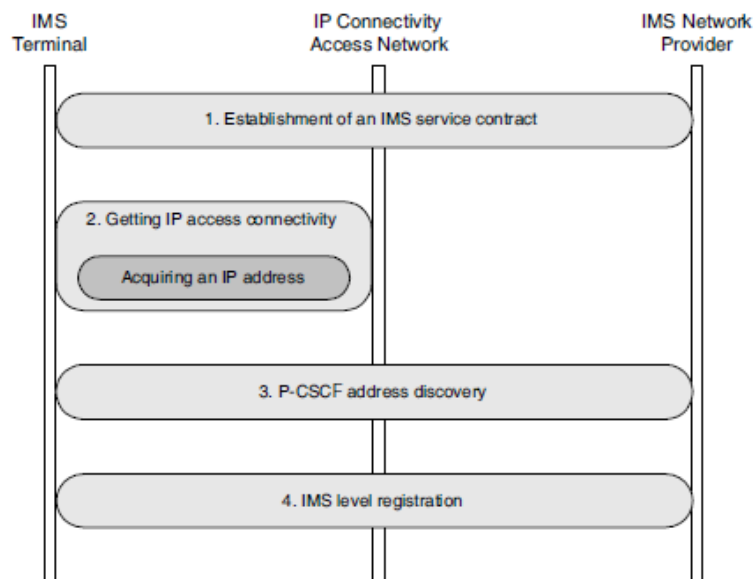 IMS
Terminal
IP Connectivity
Access Network
IMS Network
Provider
1. Establishment of an IMS service contract
2. Getting IP access connectivity
Acquiring an IP address
3. P-CSCF address discovery
4. IMS level registration